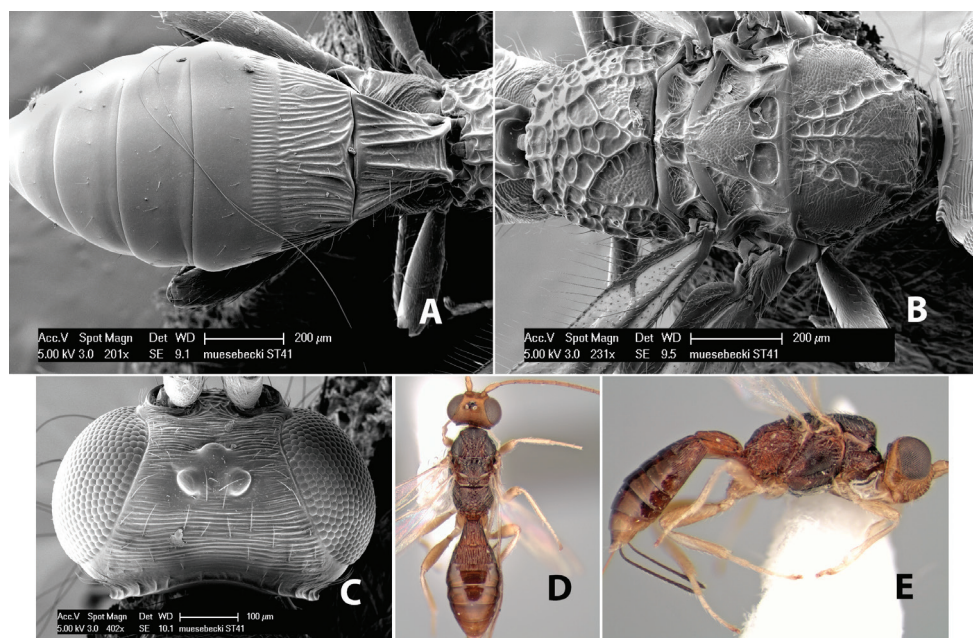 A
Acc.V Spot Magn Det WD 200 µm
5.00 kV 3.0 201x SE 9.1 muesebecki ST41
B
Acc.V Spot Magn Det WD 200 µm
5.00 kV 3.0 231x SE 9.5 muesebecki ST41
C
Acc.V Spot Magn Det WD 100 µm
5.00 kV 3.0 402x SE 10.1 muesebecki ST41
D
E